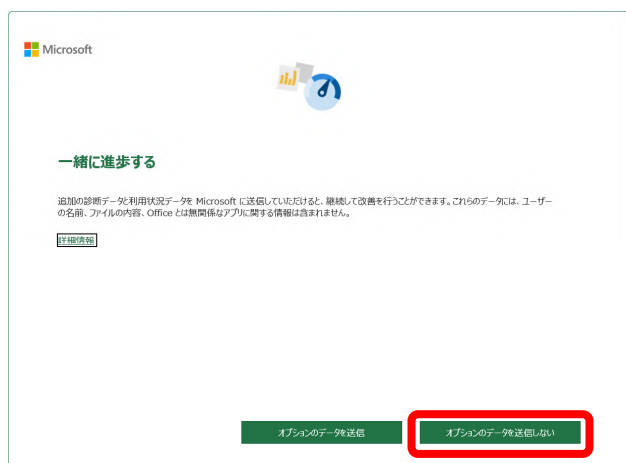 Microsoft
一緒に進歩する
追加の診断データと利用状況データを Microsoft に送信していただけると、継続して改善を行うことができます。これらのデータには、ユーザー
の名前、ファイルの内容、Office とは無関係なアプリに関する情報は含まれません。
詳細情報
オプションのデータを送信
オプションのデータを送信しない